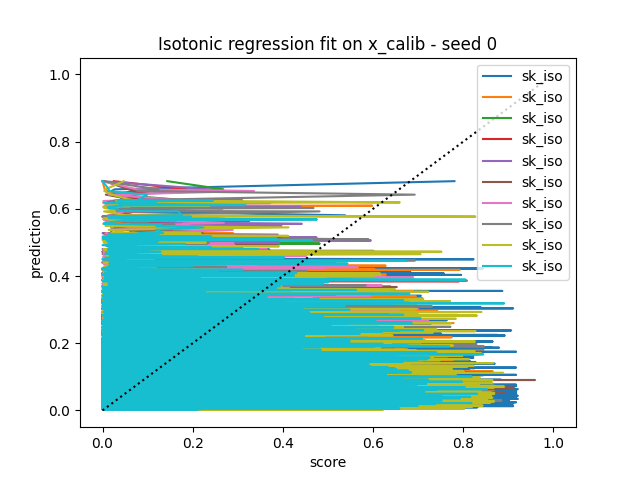 Isotonic regression fit on x_calib - seed 0
prediction
1.0
0.8
0.6
0.4
0.2
0.0
sk_iso
sk_iso
sk_iso
sk_iso
sk_iso
sk_iso
sk_iso
sk_iso
sk_iso
sk_iso
0.0 0.2 0.4 0.6 0.8 1.0
score